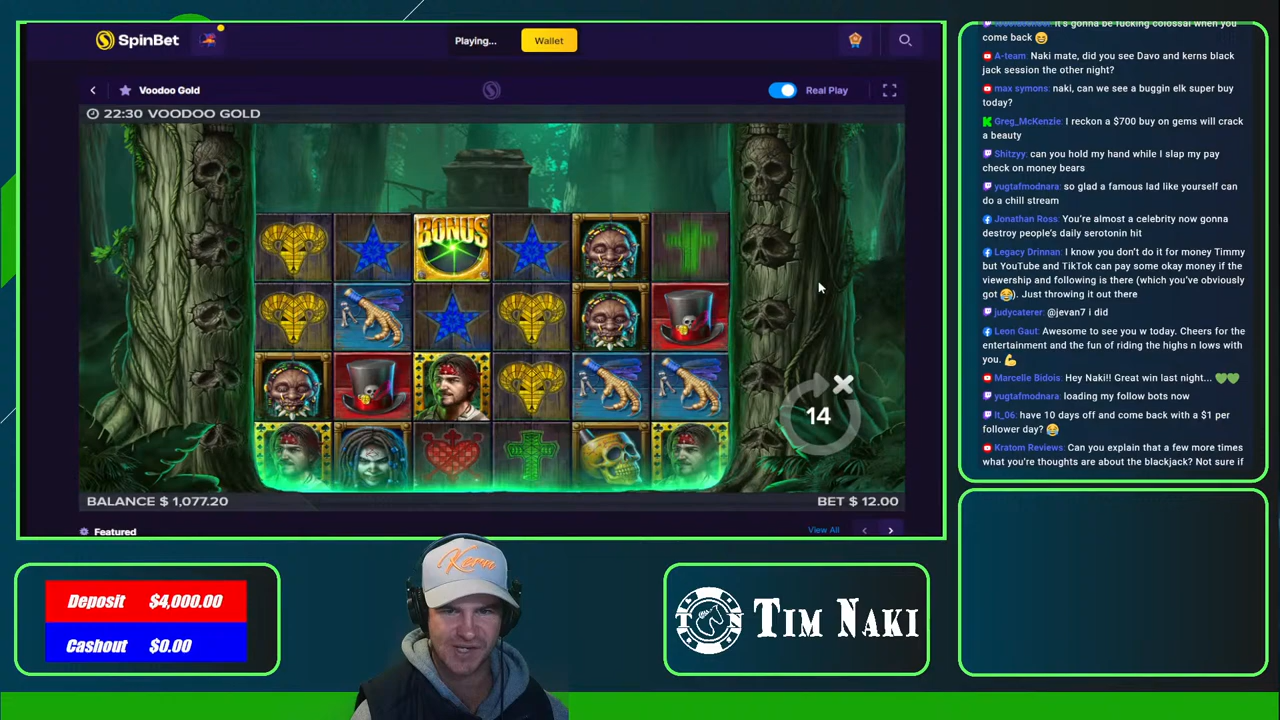 SpinBet
Playing...
Wallet
Voodoo Gold
Real Play
22:30 VOODOO GOLD
BONUS
14
BALANCE $ 1,077.20
BET $ 12.00
Featured
View All
Deposit $4,000.00
Cashout $0.00
Karma
TIM NAKI
it's gonna be fucking colossal when you
come back
A-team: Naki mate, did you see Davo and kerns black
jack session the other night?
max symons: naki, can we see a buggin elk super buy
today?
Greg_McKenzie: I reckon a $700 buy on gems will crack
a beauty
Shitzyy: can you hold my hand while I slap my pay
check on money bears
yugtafmodnara: so glad a famous lad like yourself can
do a chill stream
Jonathan Ross: You're almost a celebrity now gonna
destroy people's daily serotonin hit
Legacy Drinnan: I know you don't do it for money Timmy
but YouTube and TikTok can pay some okay money if the
viewership and following is there (which you've obviously
got 😂). Just throwing it out there
judycaterer: @jevan7 i did
Leon Gaut: Awesome to see you w today. Cheers for the
entertainment and the fun of riding the highs n lows with
you. 💪
Marcelle Bidois: Hey Naki!! Great win last night... 💚💚
yugtafmodnara: loading my follow bots now
lt_06: have 10 days off and come back with a $1 per
follower day? 😂
Kratom Reviews: Can you explain that a few more times
what you're thoughts are about the blackjack? Not sure if